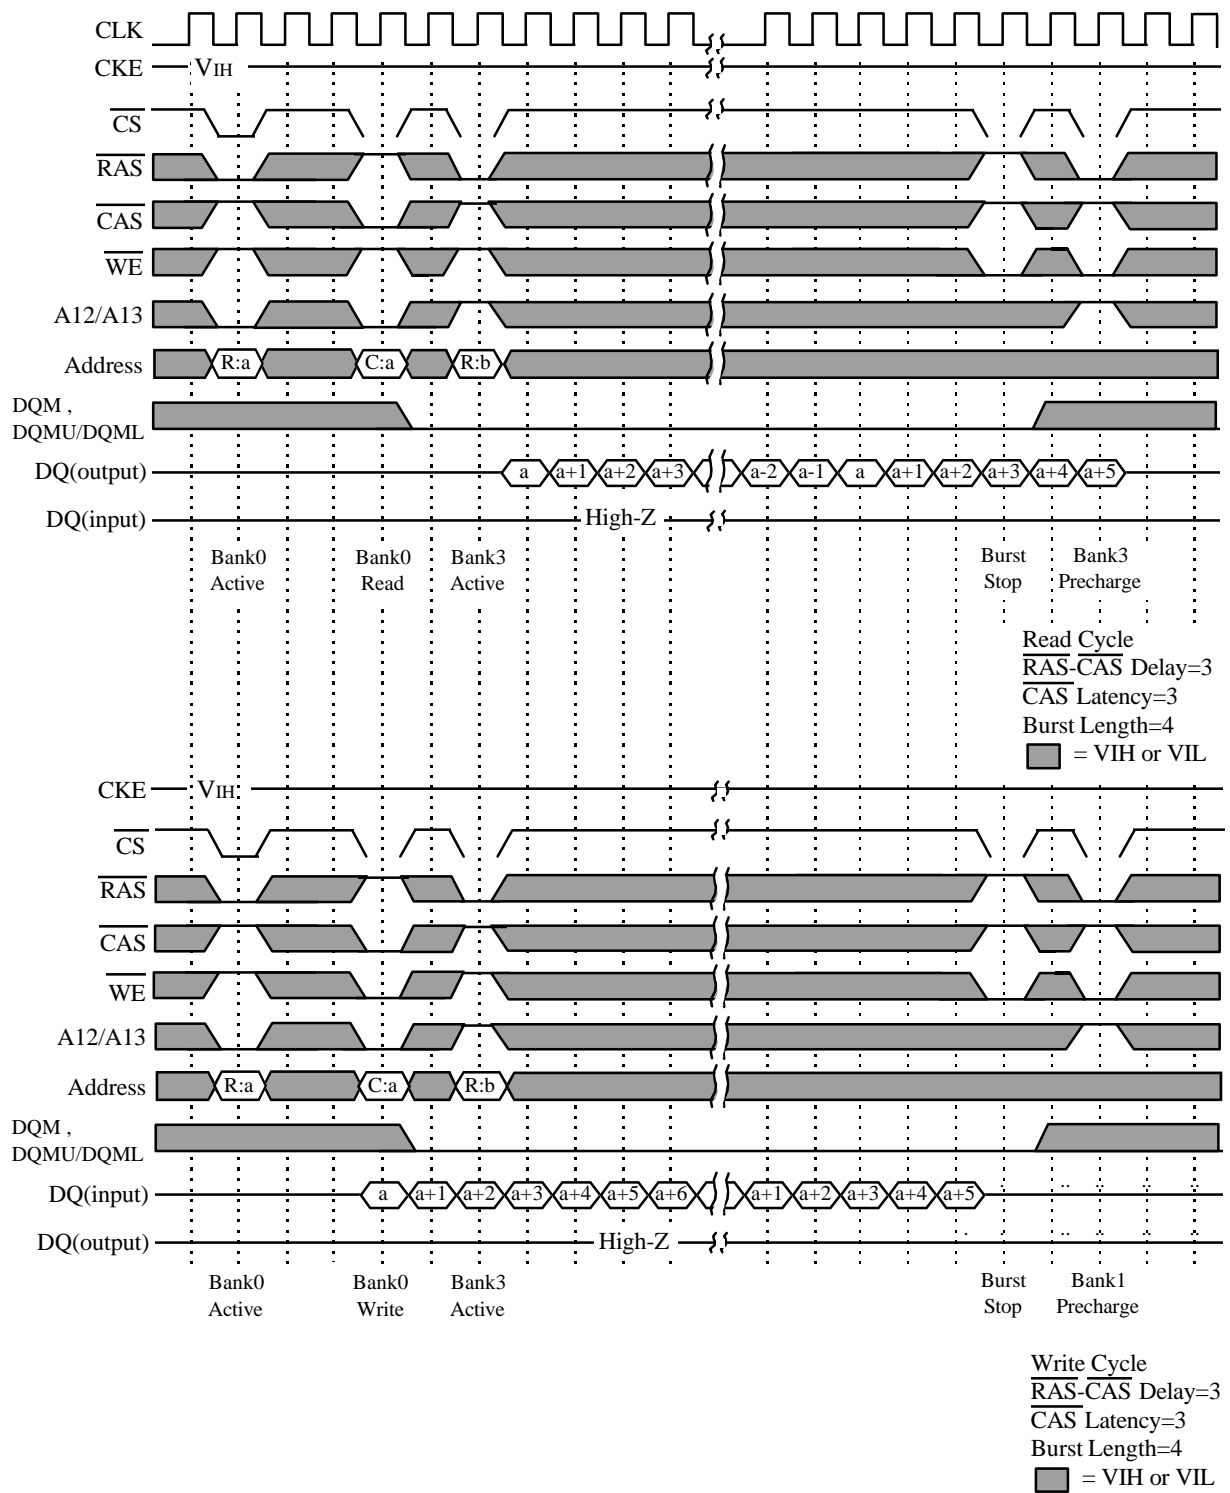 CLK
CKE VIH
CS
RAS
CAS
WE
A12/A13
Address R:a C:a R:b
DQM ,
DQMU/DQML
DQ(output) a a+1 a+2 a+3 a-2 a-1 a a+1 a+2 a+3 a+4 a+5
DQ(input) High-Z
Bank0 Bank0 Bank3 Burst Bank3
Active Read Active Stop Precharge
Read Cycle
RAS-CAS Delay=3
CAS Latency=3
Burst Length=4
= VIH or VIL
CKE VIH
CS
RAS
CAS
WE
A12/A13
Address R:a C:a R:b
DQM ,
DQMU/DQML
DQ(input) a a+1 a+2 a+3 a+4 a+5 a+6 a+1 a+2 a+3 a+4 a+5
DQ(output) High-Z
Bank0 Bank0 Bank3 Burst Bank1
Active Write Active Stop Precharge
Write Cycle
RAS-CAS Delay=3
CAS Latency=3
Burst Length=4
= VIH or VIL